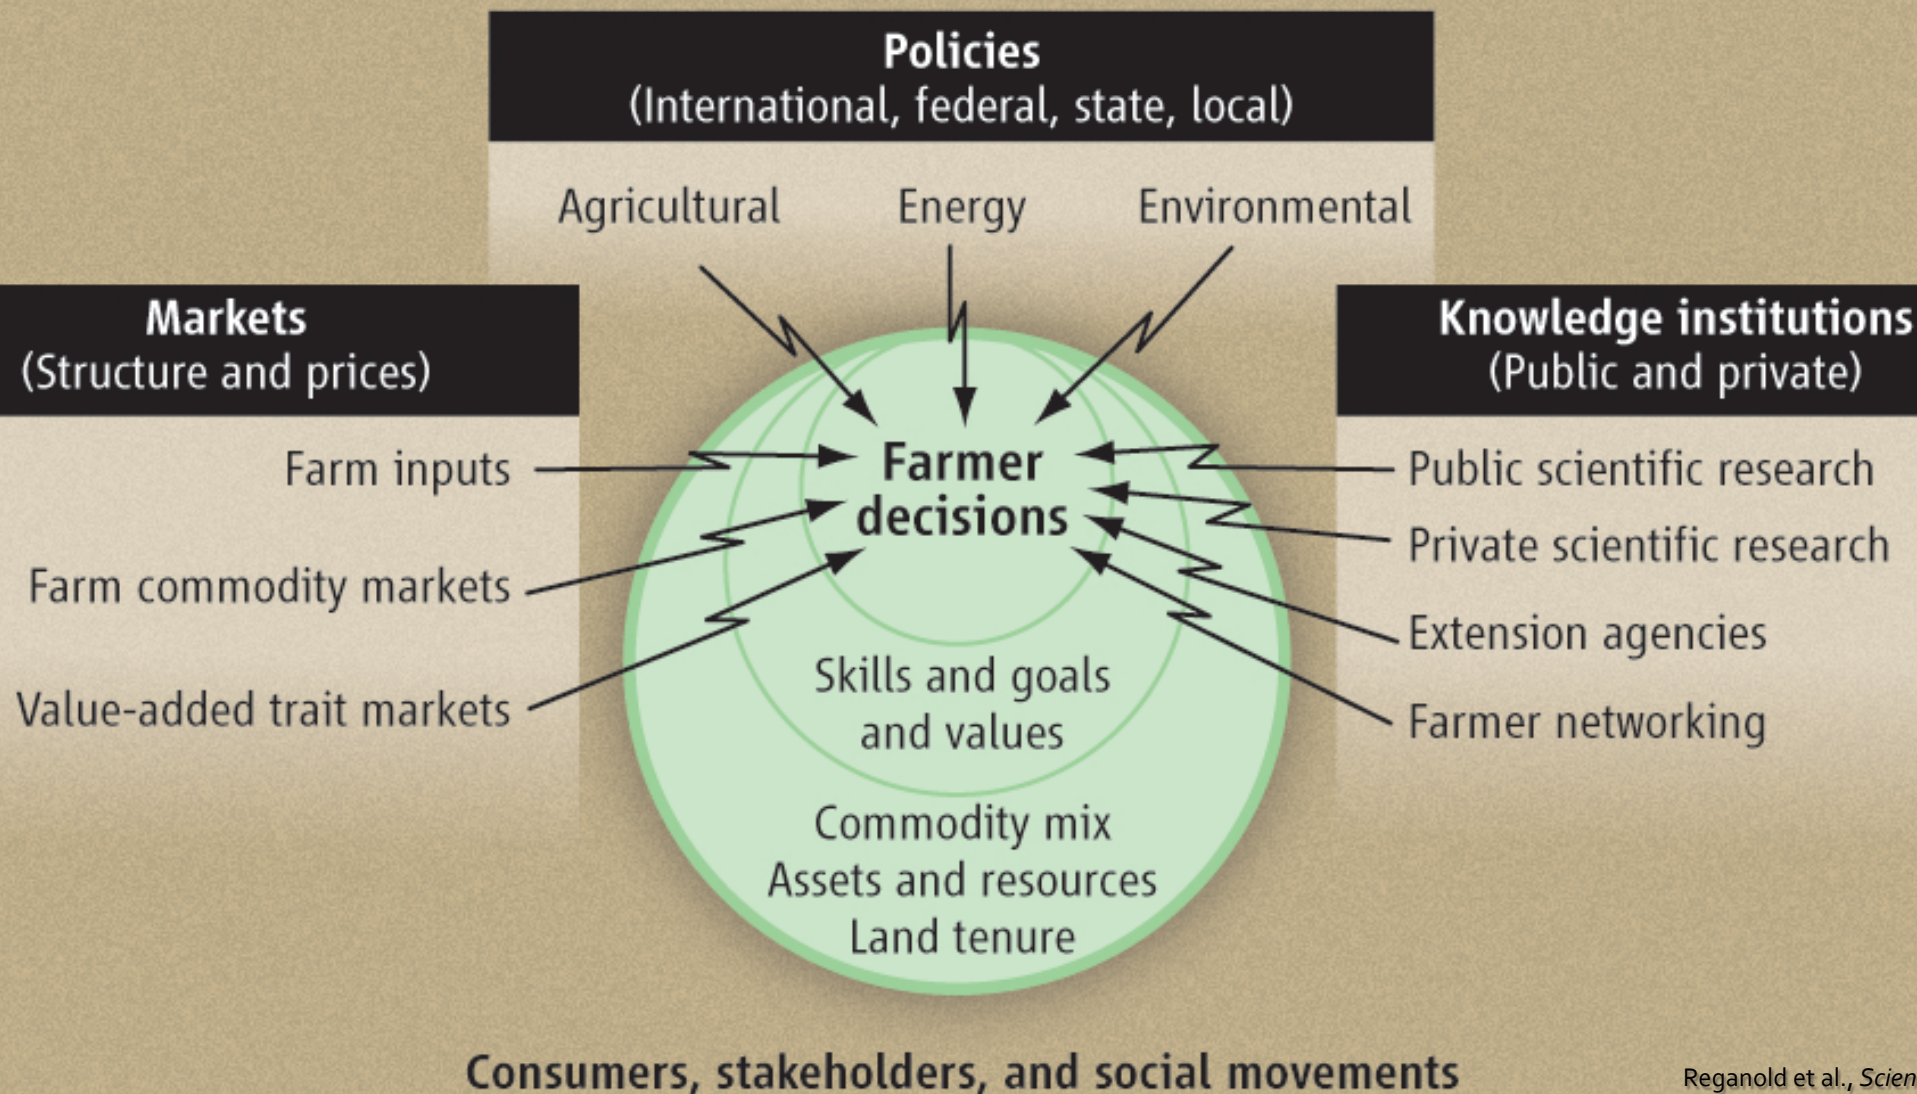 Policies
(International, federal, state, local)
Agricultural
Energy
Environmental
Markets
(Structure and prices)
Farm inputs
Farm commodity markets
Value-added trait markets
Knowledge institutions
(Public and private)
Public scientific research
Private scientific research
Extension agencies
Farmer networking
Farmer
decisions
Skills and goals
and values
Commodity mix
Assets and resources
Land tenure
Consumers, stakeholders, and social movements
Reganold et al., Scien